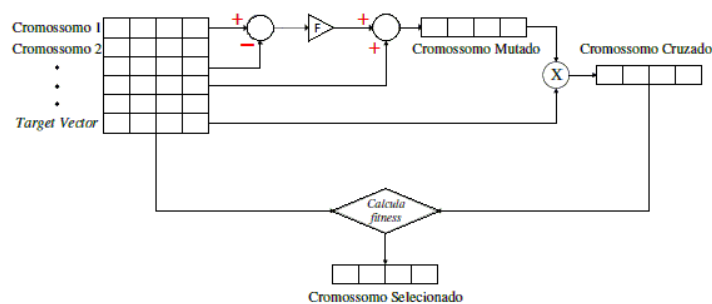 Cromossomo 1
Cromossomo 2
Target Vector
+
−
F
+
+
Cromossomo Mutado
X
Cromossomo Cruzado
Calcula
fitness
Cromossomo Selecionado